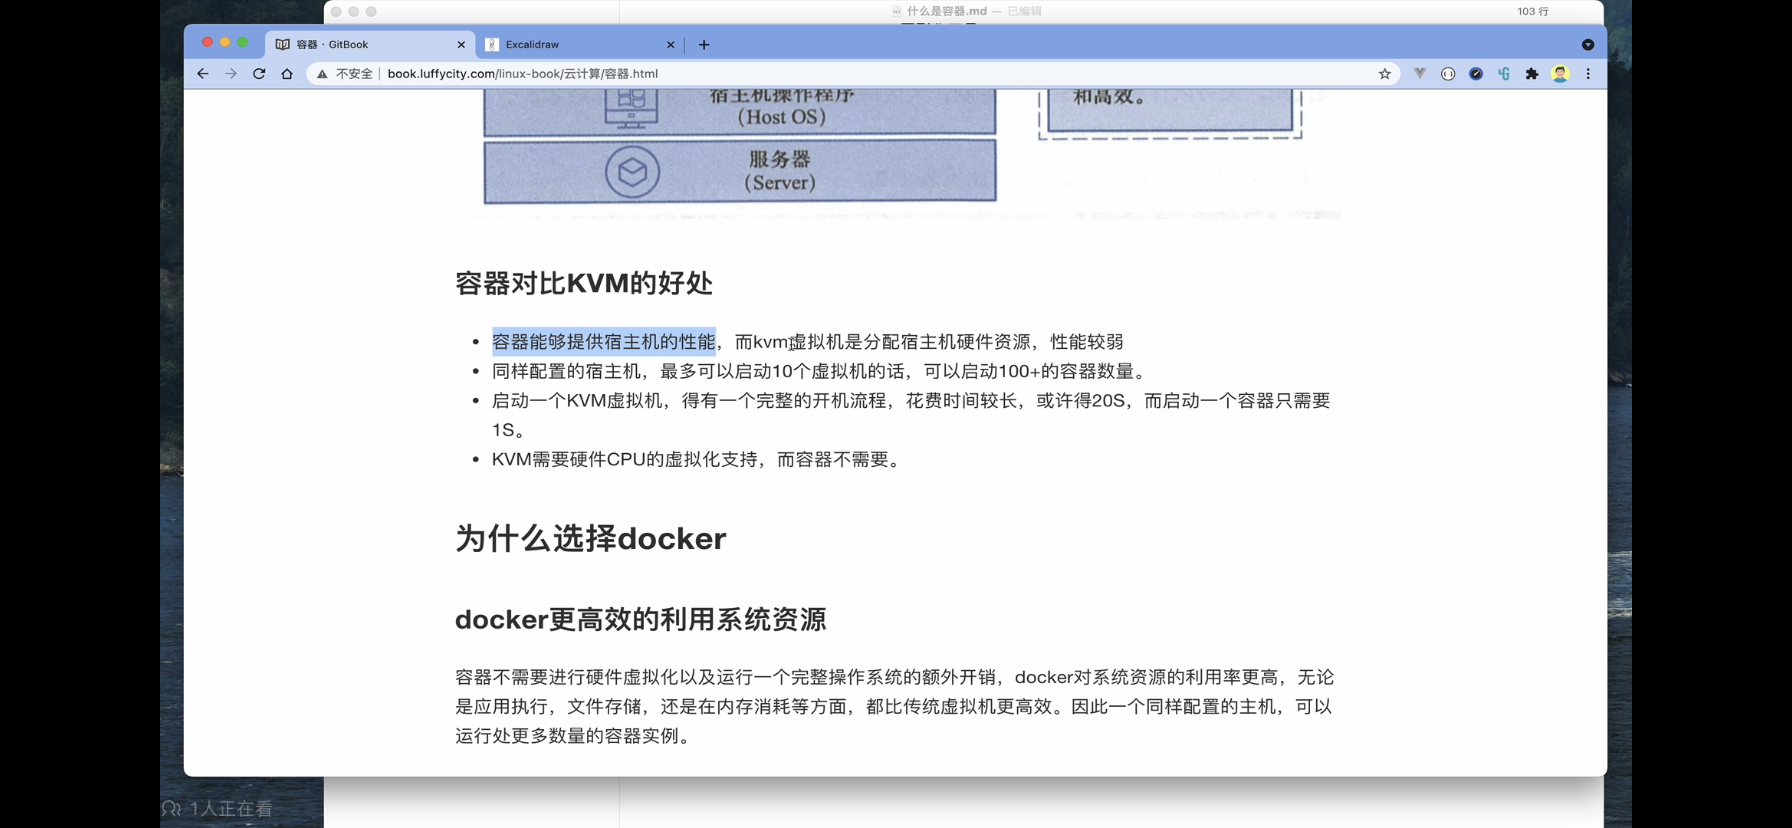 什么是容器.md — 已编辑
103 行
容器 · GitBook
Excalidraw
不安全 | book.luffycity.com/linux-book/云计算/容器.html
宿主机操作程序
(Host OS)
和高效。
服务器
(Server)
容器对比KVM的好处
容器能够提供宿主机的性能，而kvm虚拟机是分配宿主机硬件资源，性能较弱
同样配置的宿主机，最多可以启动10个虚拟机的话，可以启动100+的容器数量。
启动一个KVM虚拟机，得有一个完整的开机流程，花费时间较长，或许得20S，而启动一个容器只需要
1S。
KVM需要硬件CPU的虚拟化支持，而容器不需要。
为什么选择docker
docker更高效的利用系统资源
容器不需要进行硬件虚拟化以及运行一个完整操作系统的额外开销，docker对系统资源的利用率更高，无论
是应用执行，文件存储，还是在内存消耗等方面，都比传统虚拟机更高效。因此一个同样配置的主机，可以
运行处更多数量的容器实例。
1人正在看